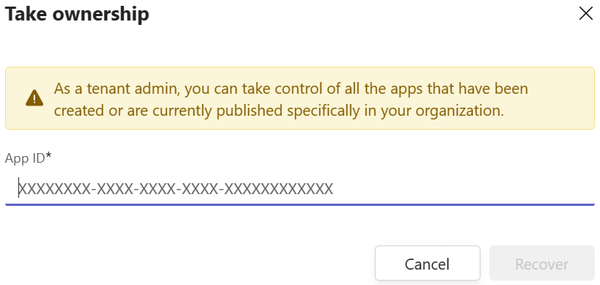 Take ownership
As a tenant admin, you can take control of all the apps that have been
created or are currently published specifically in your organization.
App ID*
XXXXXXXX-XXXX-XXXX-XXXX-XXXXXXXXXXXX
Cancel
Recover